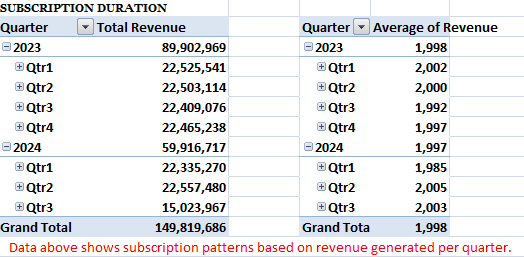 SUBSCRIPTION DURATION
Quarter Total Revenue Quarter Average of Revenue
2023 89,902,969 2023 1,998
Qtr1 22,525,541 Qtr1 2,002
Qtr2 22,503,114 Qtr2 2,000
Qtr3 22,409,076 Qtr3 1,992
Qtr4 22,465,238 Qtr4 1,997
2024 59,916,717 2024 1,997
Qtr1 22,335,270 Qtr1 1,985
Qtr2 22,557,480 Qtr2 2,005
Qtr3 15,023,967 Qtr3 2,003
Grand Total 149,819,686 Grand Tota 1,998
Data above shows subscription patterns based on revenue generated per quarter.